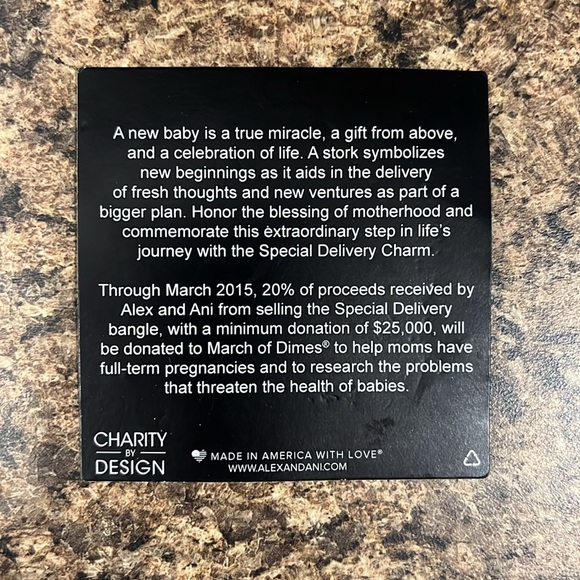 A new baby is a true miracle, a gift from above,
and a celebration of life. A stork symbolizes
new beginnings as it aids in the delivery
of fresh thoughts and new ventures as part of a
bigger plan. Honor the blessing of motherhood and
commemorate this extraordinary step in life's
journey with the Special Delivery Charm.
Through March 2015, 20% of proceeds received by
Alex and Ani from selling the Special Delivery
bangle, with a minimum donation of $25,000, will
be donated to March of Dimes® to help moms have
full-term pregnancies and to research the problems
that threaten the health of babies.
CHARITY
BY
DESIGN
MADE IN AMERICA WITH LOVE®
WWW.ALEXANDANI.COM